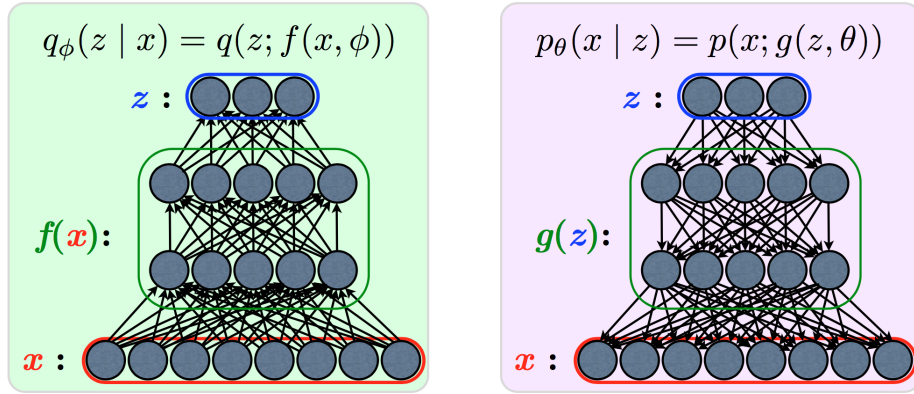 qϕ(z | x) = q(z; f(x, ϕ))
z :
f(x):
x :
pθ(x | z) = p(x; g(z, θ))
z :
g(z):
x :